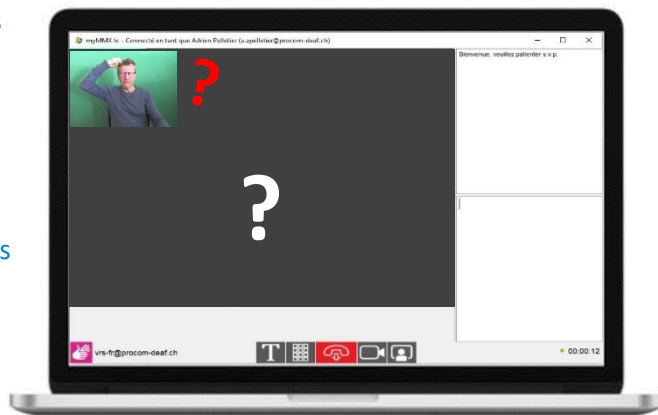 s
myMMX tc - Connecté en tant que Adrien Pelletier (a.apelletier@procom-deaf.ch)
Bienvenue, veuillez patienter s.v.p.
?
?
s
vrs-fr@procom-deaf.ch
T
00:00:12